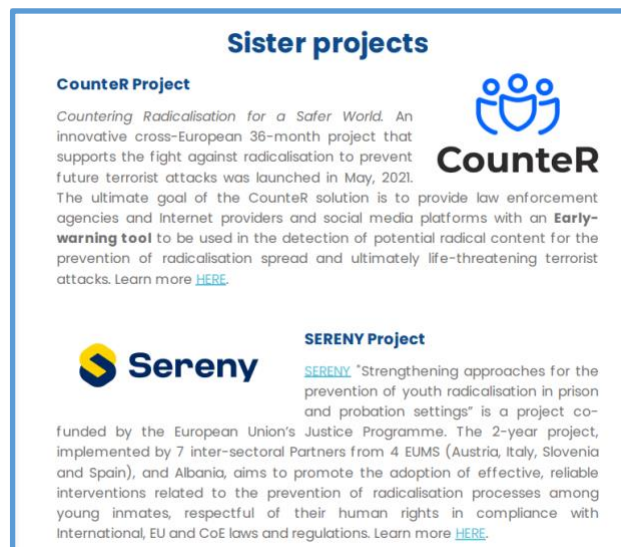 Sister projects
CounteR Project
Countering Radicalisation for a Safer World. An
innovative cross-European 36-month project that
supports the fight against radicalisation to prevent
future terrorist attacks was launched in May, 2021.
CounteR
The ultimate goal of the CounteR solution is to provide law enforcement
agencies and Internet providers and social media platforms with an Early-
warning tool to be used in the detection of potential radical content for the
prevention of radicalisation spread and ultimately life-threatening terrorist
attacks. Learn more HERE.
Sereny
SERENY Project
SERENY "Strengthening approaches for the
prevention of youth radicalisation in prison
and probation settings" is a project co-
funded by the European Union's Justice Programme. The 2-year project,
implemented by 7 inter-sectoral Partners from 4 EUMS (Austria, Italy, Slovenia
and Spain), and Albania, aims to promote the adoption of effective, reliable
interventions related to the prevention of radicalisation processes among
young inmates, respectful of their human rights in compliance with
International, EU and CoE laws and regulations. Learn more HERE.